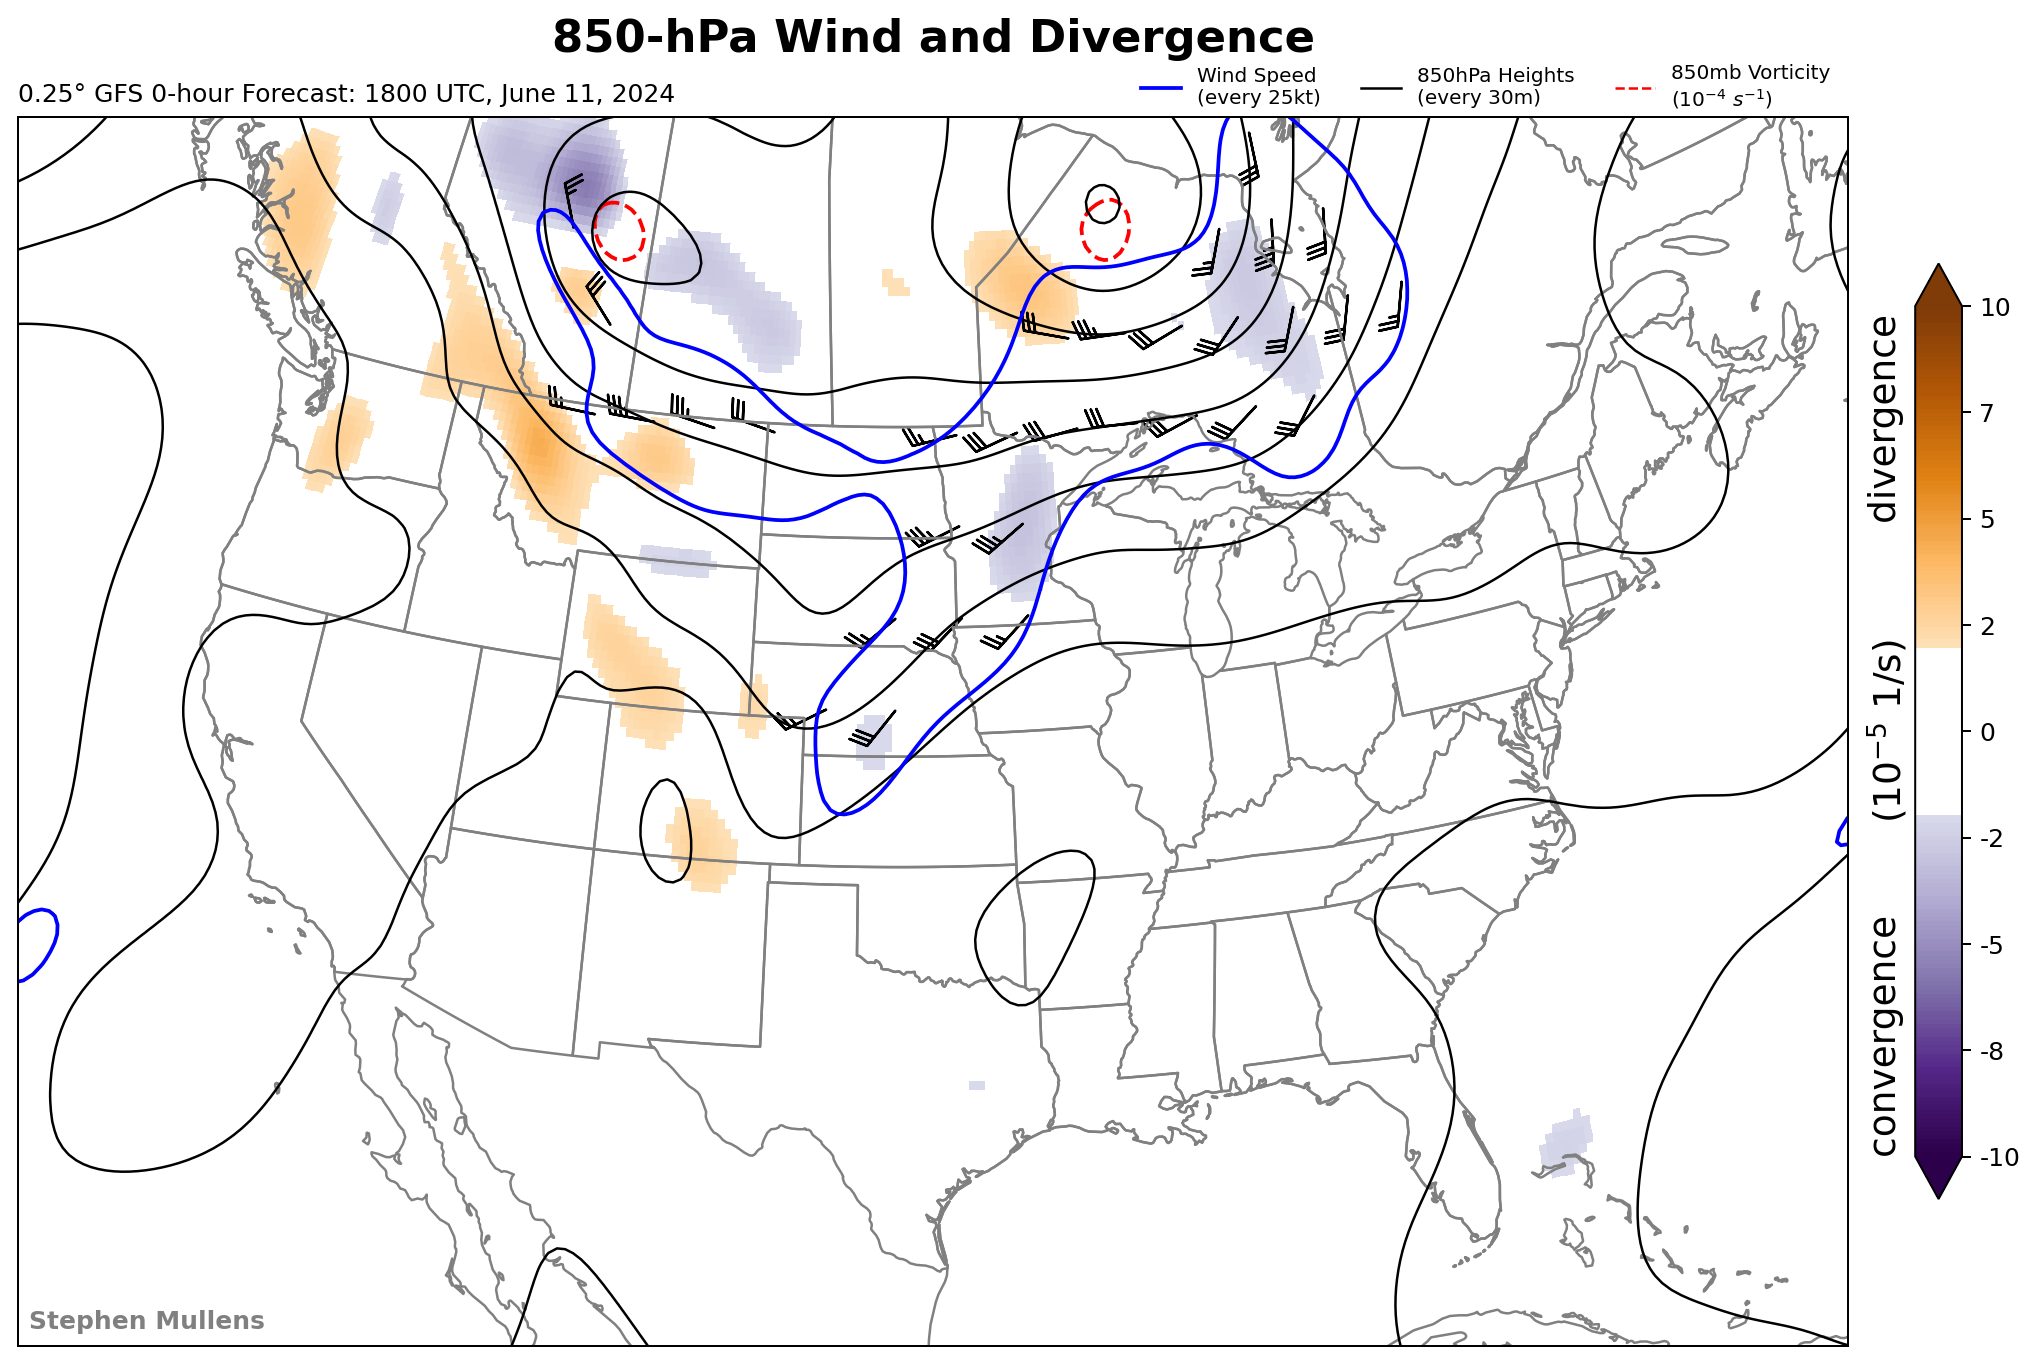 850-hPa Wind and Divergence
0.25° GFS 0-hour Forecast: 1800 UTC, June 11, 2024
Wind Speed
(every 25kt)
850hPa Heights
(every 30m)
850mb Vorticity
(10⁻⁴ s⁻¹)
10
7
5
2
0
-2
-5
-8
-10
divergence
(10⁻⁵ 1/s)
convergence
Stephen Mullens